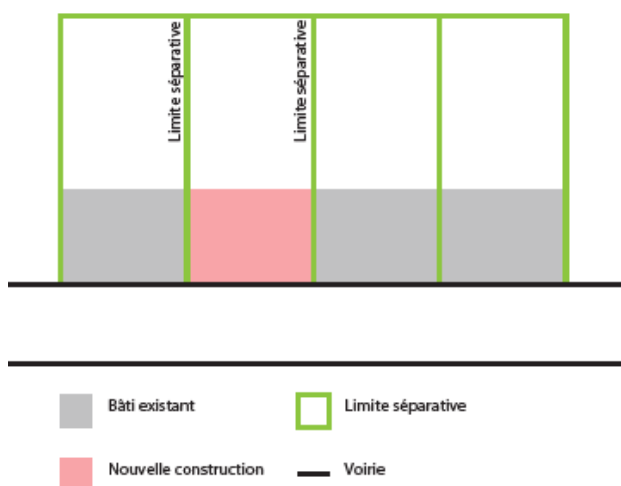 Limite séparative
Limite séparative
Bâti existant
Limite séparative
Nouvelle construction
Voirie